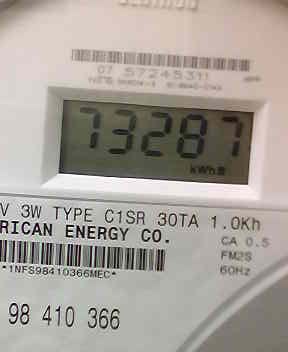 07 57245311
73287
kWh
V 3W TYPE C1SR 30TA 1.0Kh
RICAN ENERGY CO.
CA 0.5
FM2S
60Hz
*1NFS98410366MEC*
98 410 366